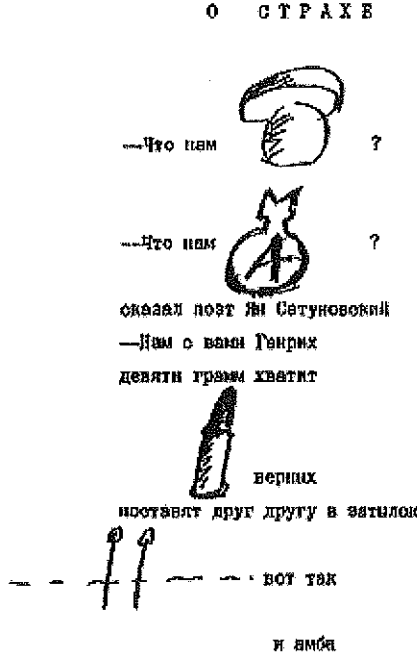 О СТРАХЕ
—Что нам ?
—Что нам ?
сказал поэт Ян Сатуновский
—Нам с вами Генрих
девяти грамм хватит
верных
поставят друг другу в затылок
вот так
и амба